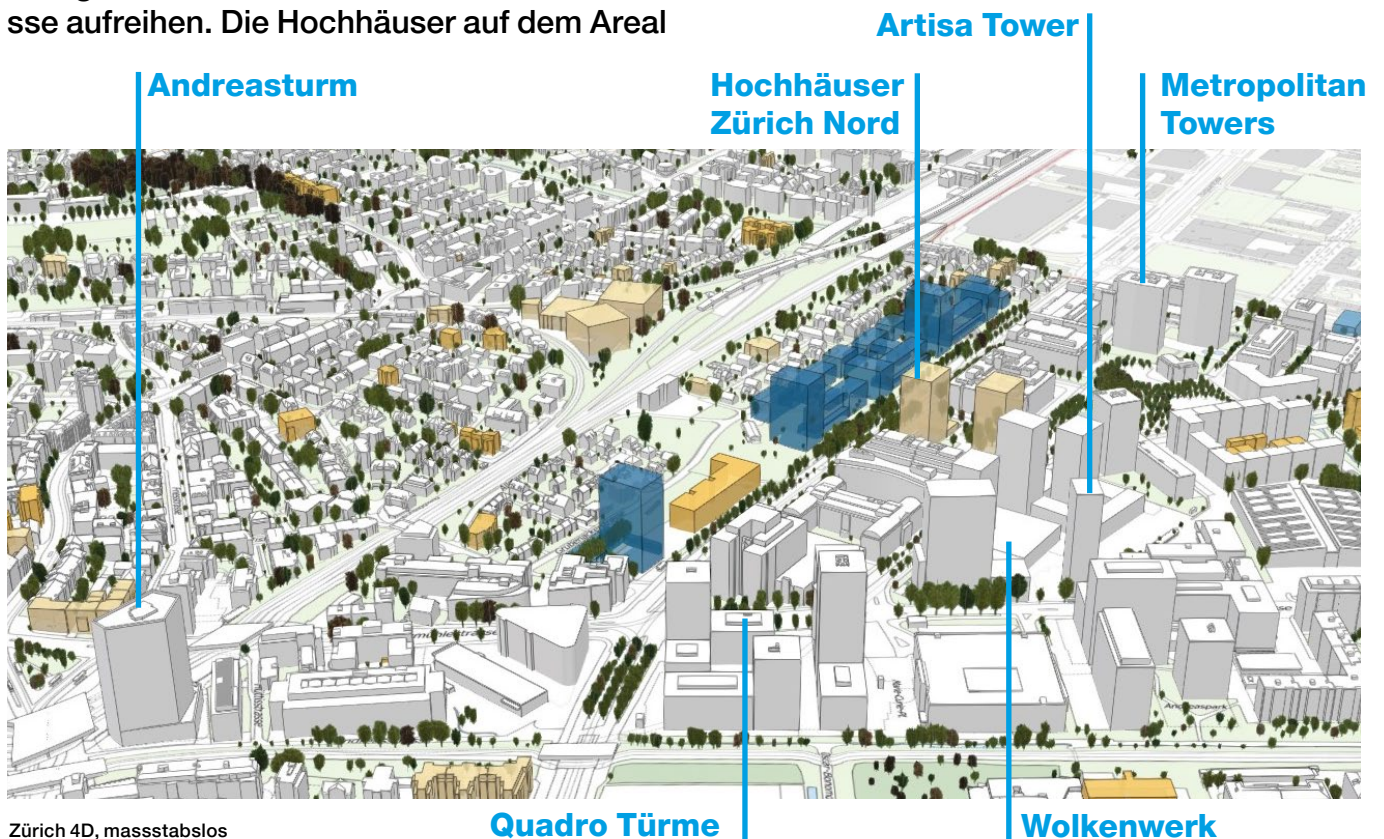 sse aufreihen. Die Hochhäuser auf dem Areal
Artisa Tower
Andreasturm
Hochhäuser
Zürich Nord
Metropolitan
Towers
Andreaspark
Quadro Türme
Wolkenwerk
Zürich 4D, massstabslos